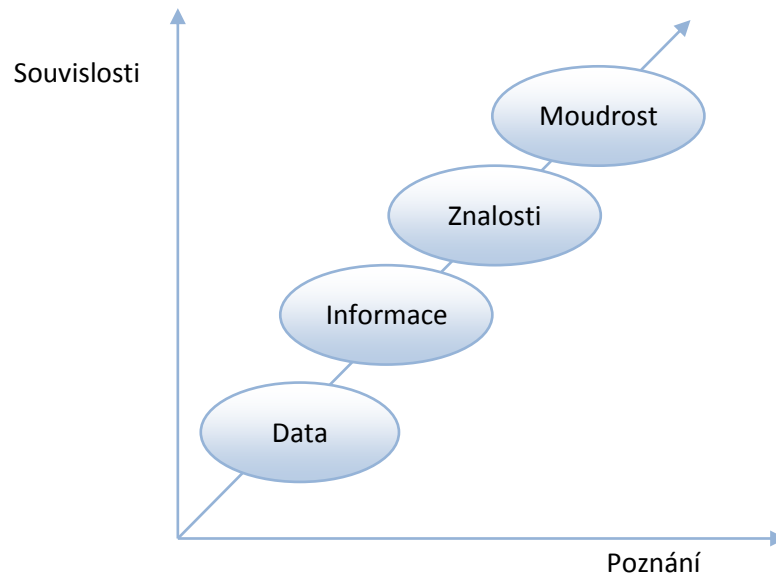 Souvislosti
Moudrost
Znalosti
Informace
Data
Poznání